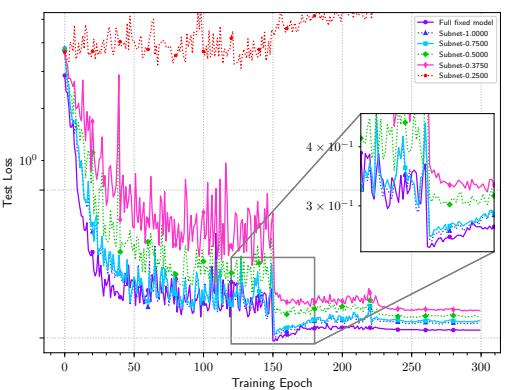 Full fixed model
Subnet-1.0000
Subnet-0.7500
Subnet-0.5000
Subnet-0.3750
Subnet-0.2500
4 × 10⁻¹
3 × 10⁻¹
10⁰
Test Loss
0 50 100 150 200 250 300
Training Epoch